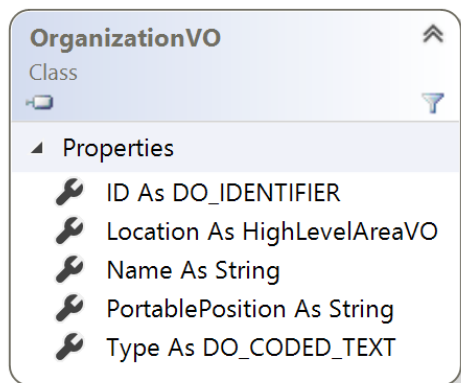 OrganizationVO
Class
Properties
ID As DO_IDENTIFIER
Location As HighLevelAreaVO
Name As String
PortablePosition As String
Type As DO_CODED_TEXT